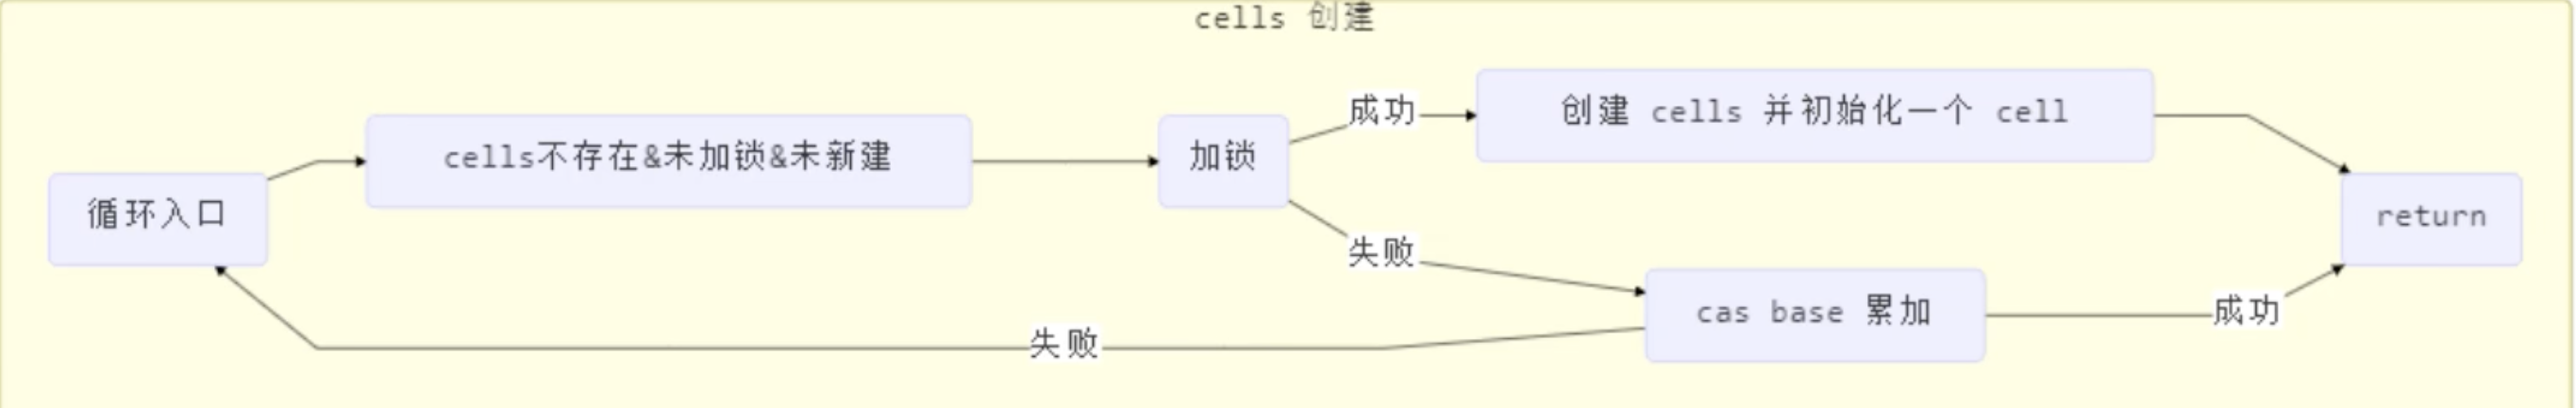 cells 创建
循环入口
cells不存在&未加锁&未新建
加锁
成功
创建 cells 并初始化一个 cell
失败
cas base 累加
成功
return
失败